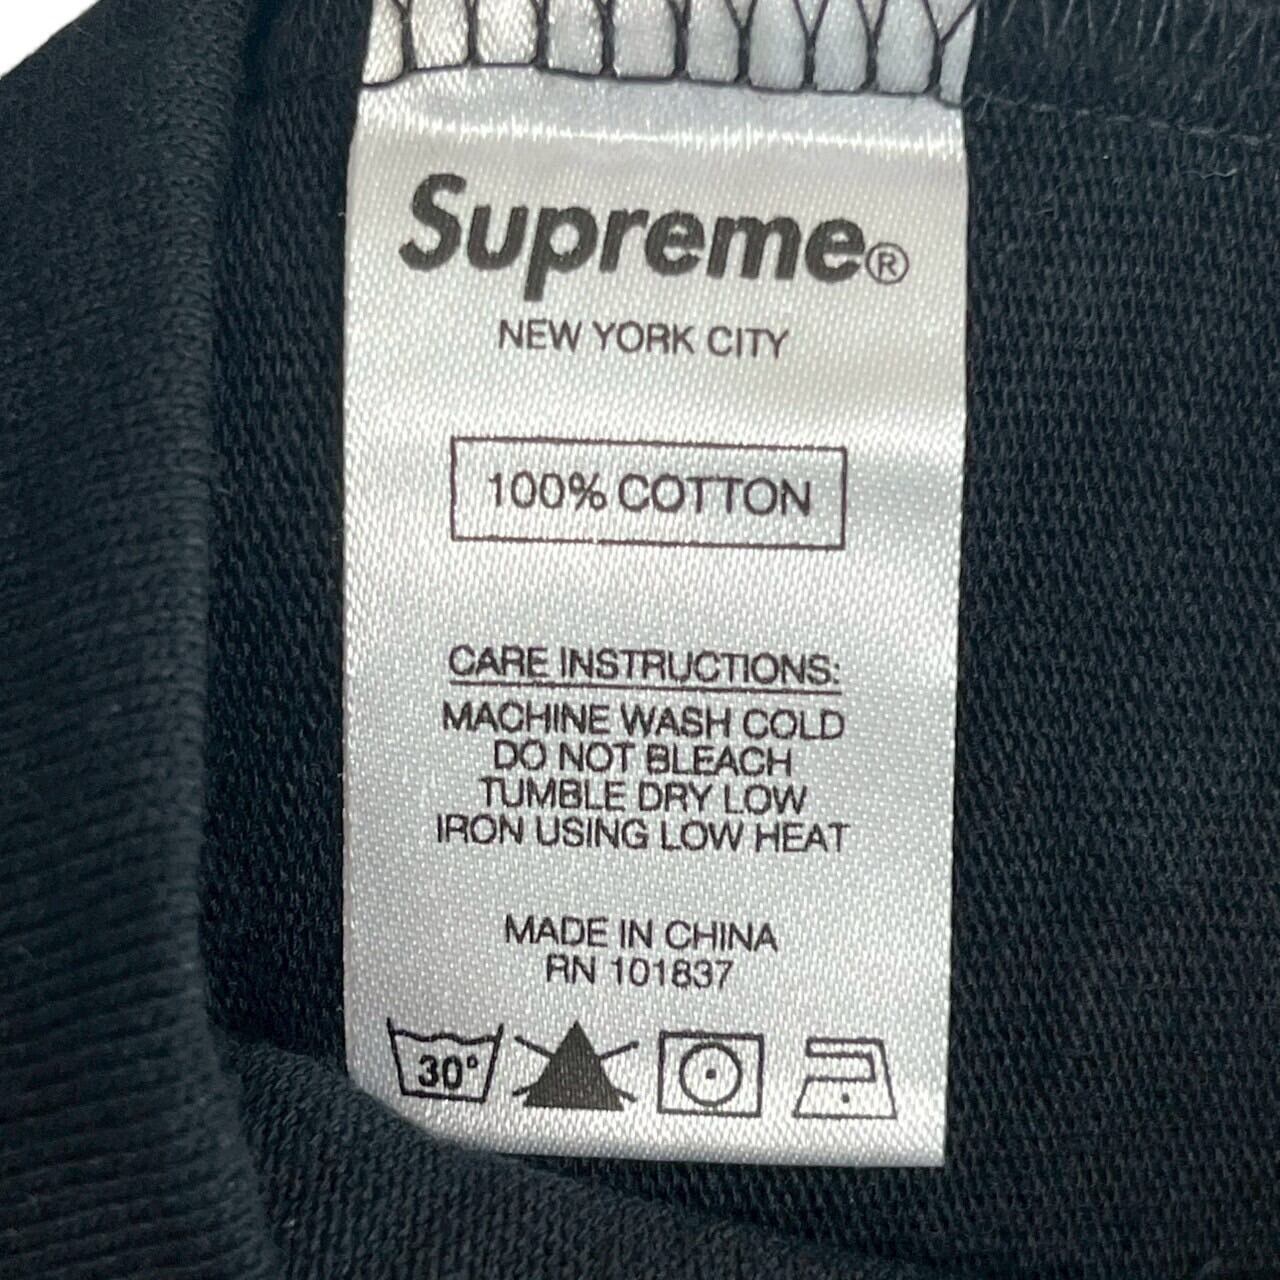 Supreme®
NEW YORK CITY
100% COTTON
CARE INSTRUCTIONS:
MACHINE WASH COLD
DO NOT BLEACH
TUMBLE DRY LOW
IRON USING LOW HEAT
MADE IN CHINA
RN 101837
30°